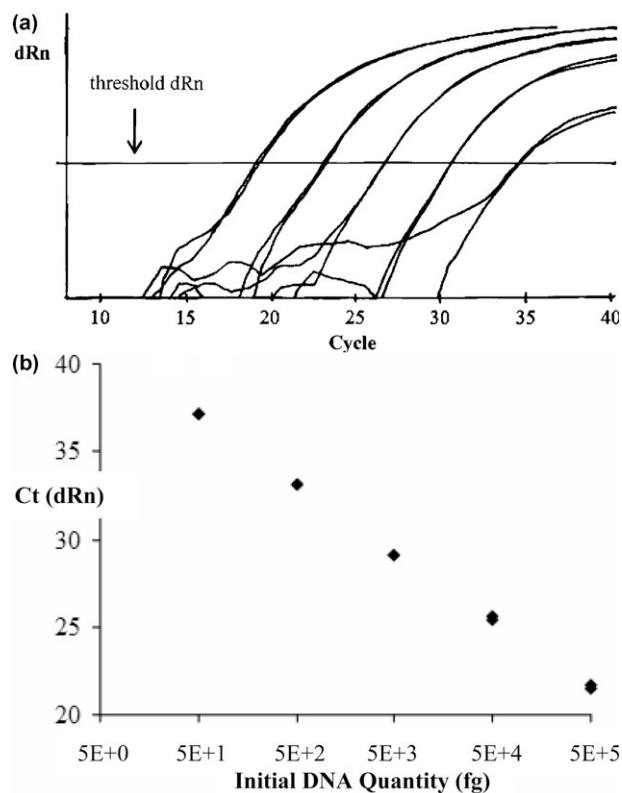 (a)
dRn
threshold dRn
10 15 20 25 30 35 40
Cycle
(b)
40
35
Ct (dRn)
30
25
20
5E+0 5E+1 5E+2 5E+3 5E+4 5E+5
Initial DNA Quantity (fg)